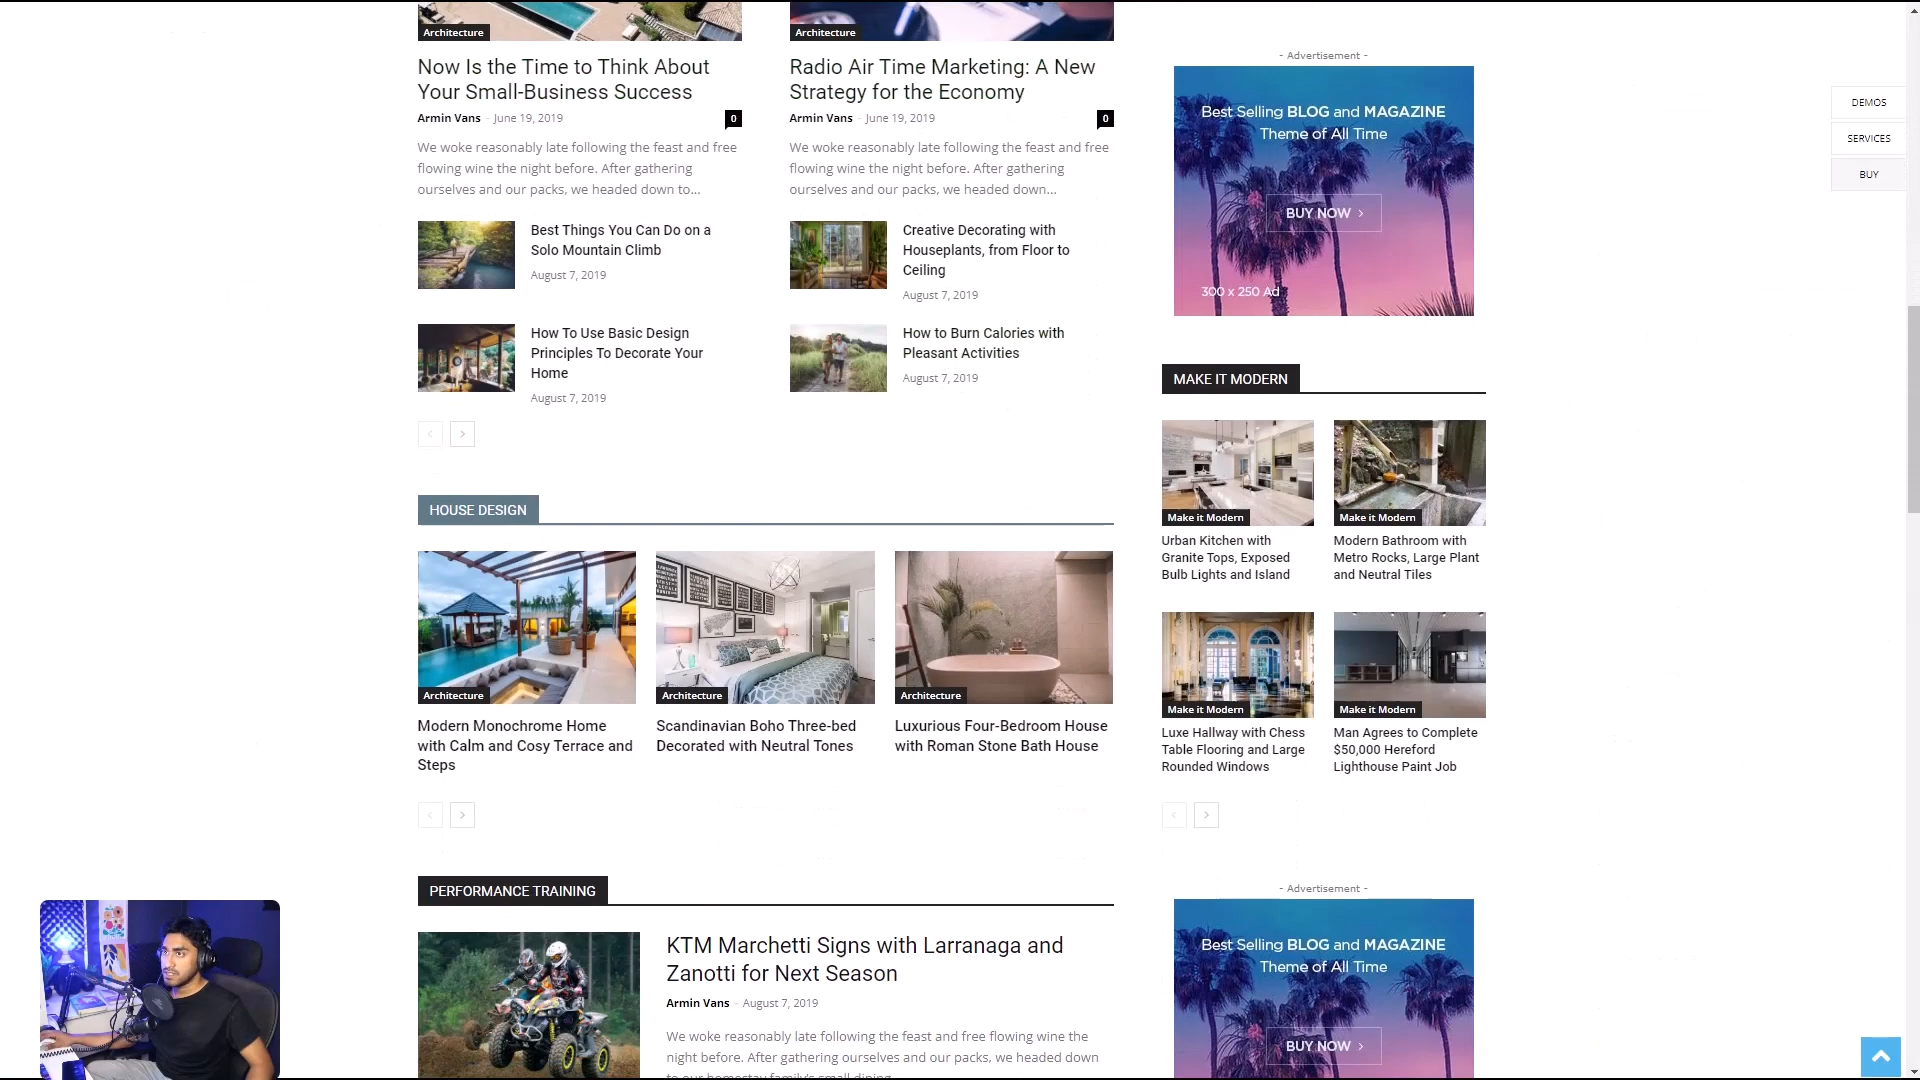 Architecture
Now Is the Time to Think About
Your Small-Business Success
Armin Vans - June 19, 2019
0
We woke reasonably late following the feast and free
flowing wine the night before. After gathering
ourselves and our packs, we headed down to...
Architecture
Radio Air Time Marketing: A New
Strategy for the Economy
Armin Vans - June 19, 2019
0
We woke reasonably late following the feast and free
flowing wine the night before. After gathering
ourselves and our packs, we headed down...
Best Things You Can Do on a
Solo Mountain Climb
August 7, 2019
Creative Decorating with
Houseplants, from Floor to
Ceiling
August 7, 2019
How To Use Basic Design
Principles To Decorate Your
Home
August 7, 2019
How to Burn Calories with
Pleasant Activities
August 7, 2019
HOUSE DESIGN
Architecture
Modern Monochrome Home
with Calm and Cosy Terrace and
Steps
Architecture
Scandinavian Boho Three-bed
Decorated with Neutral Tones
Architecture
Luxurious Four-Bedroom House
with Roman Stone Bath House
PERFORMANCE TRAINING
KTM Marchetti Signs with Larranaga and
Zanotti for Next Season
Armin Vans - August 7, 2019
We woke reasonably late following the feast and free flowing wine the
night before. After gathering ourselves and our packs, we headed down
to our homestay family's small dining
- Advertisement -
Best Selling BLOG and MAGAZINE
Theme of All Time
BUY NOW
300 x 250 Ad
MAKE IT MODERN
Make it Modern
Urban Kitchen with
Granite Tops, Exposed
Bulb Lights and Island
Make it Modern
Modern Bathroom with
Metro Rocks, Large Plant
and Neutral Tiles
Make it Modern
Luxe Hallway with Chess
Table Flooring and Large
Rounded Windows
Make it Modern
Man Agrees to Complete
$50,000 Hereford
Lighthouse Paint Job
- Advertisement -
Best Selling BLOG and MAGAZINE
Theme of All Time
BUY NOW
DEMOS
SERVICES
BUY